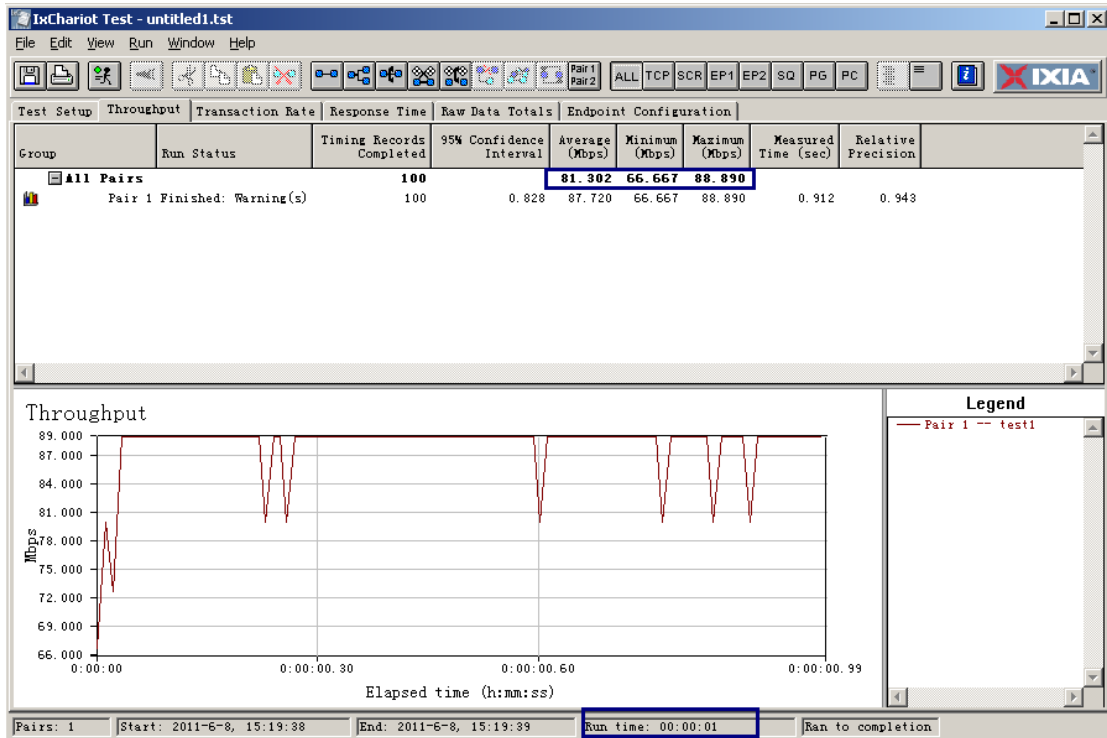 IxChariot Test - untitled1.tst
File Edit View Run Window Help
Pair 1 Pair 2 ALL TCP SCR EP1 EP2 SQ PG PC i IXIA
Test Setup Throughput Transaction Rate Response Time Raw Data Totals Endpoint Configuration
Group Run Status Timing Records Completed 95% Confidence Interval Average (Mbps) Minimum (Mbps) Maximum (Mbps) Measured Time (sec) Relative Precision
All Pairs 100 81.302 66.667 88.890
Pair 1 Finished: Warning(s) 100 0.828 87.720 66.667 88.890 0.912 0.943
Throughput
89.000
87.000
84.000
81.000
78.000
75.000
72.000
69.000
66.000
Mbps
0:00:00 0:00:00.30 0:00:00.60 0:00:00.99
Elapsed time (h:mm:ss)
Legend
Pair 1 -- test1
Pairs: 1 Start: 2011-6-8, 15:19:38 End: 2011-6-8, 15:19:39 Run time: 00:00:01 Ran to completion